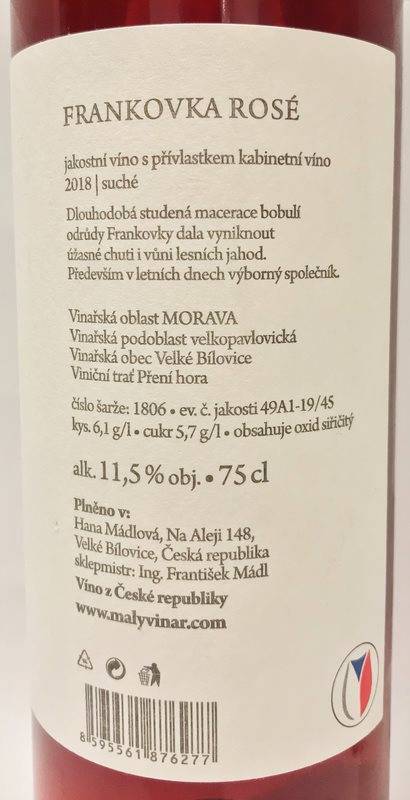 FRANKOVKA ROSÉ
jakostní víno s přívlastkem kabinetní víno
2018 | suché
Dlouhodobá studená macerace bobulí
odrůdy Frankovky dala vyniknout
úžasné chuti i vůni lesních jahod.
Především v letních dnech výborný společník.
Vinařská oblast MORAVA
Vinařská podoblast velkopavlovická
Vinařská obec Velké Bílovice
Viniční trať Pření hora
číslo šarže: 1806 • ev. č. jakosti 49A1-19/45
kys. 6,1 g/l • cukr 5,7 g/l • obsahuje oxid siřičitý
alk. 11,5 % obj. • 75 cl
Plněno v:
Hana Mádlová, Na Aleji 148,
Velké Bílovice, Česká republika
sklepmistr: Ing. František Mádl
Víno z České republiky
www.malyvinar.com
8 595561 876277